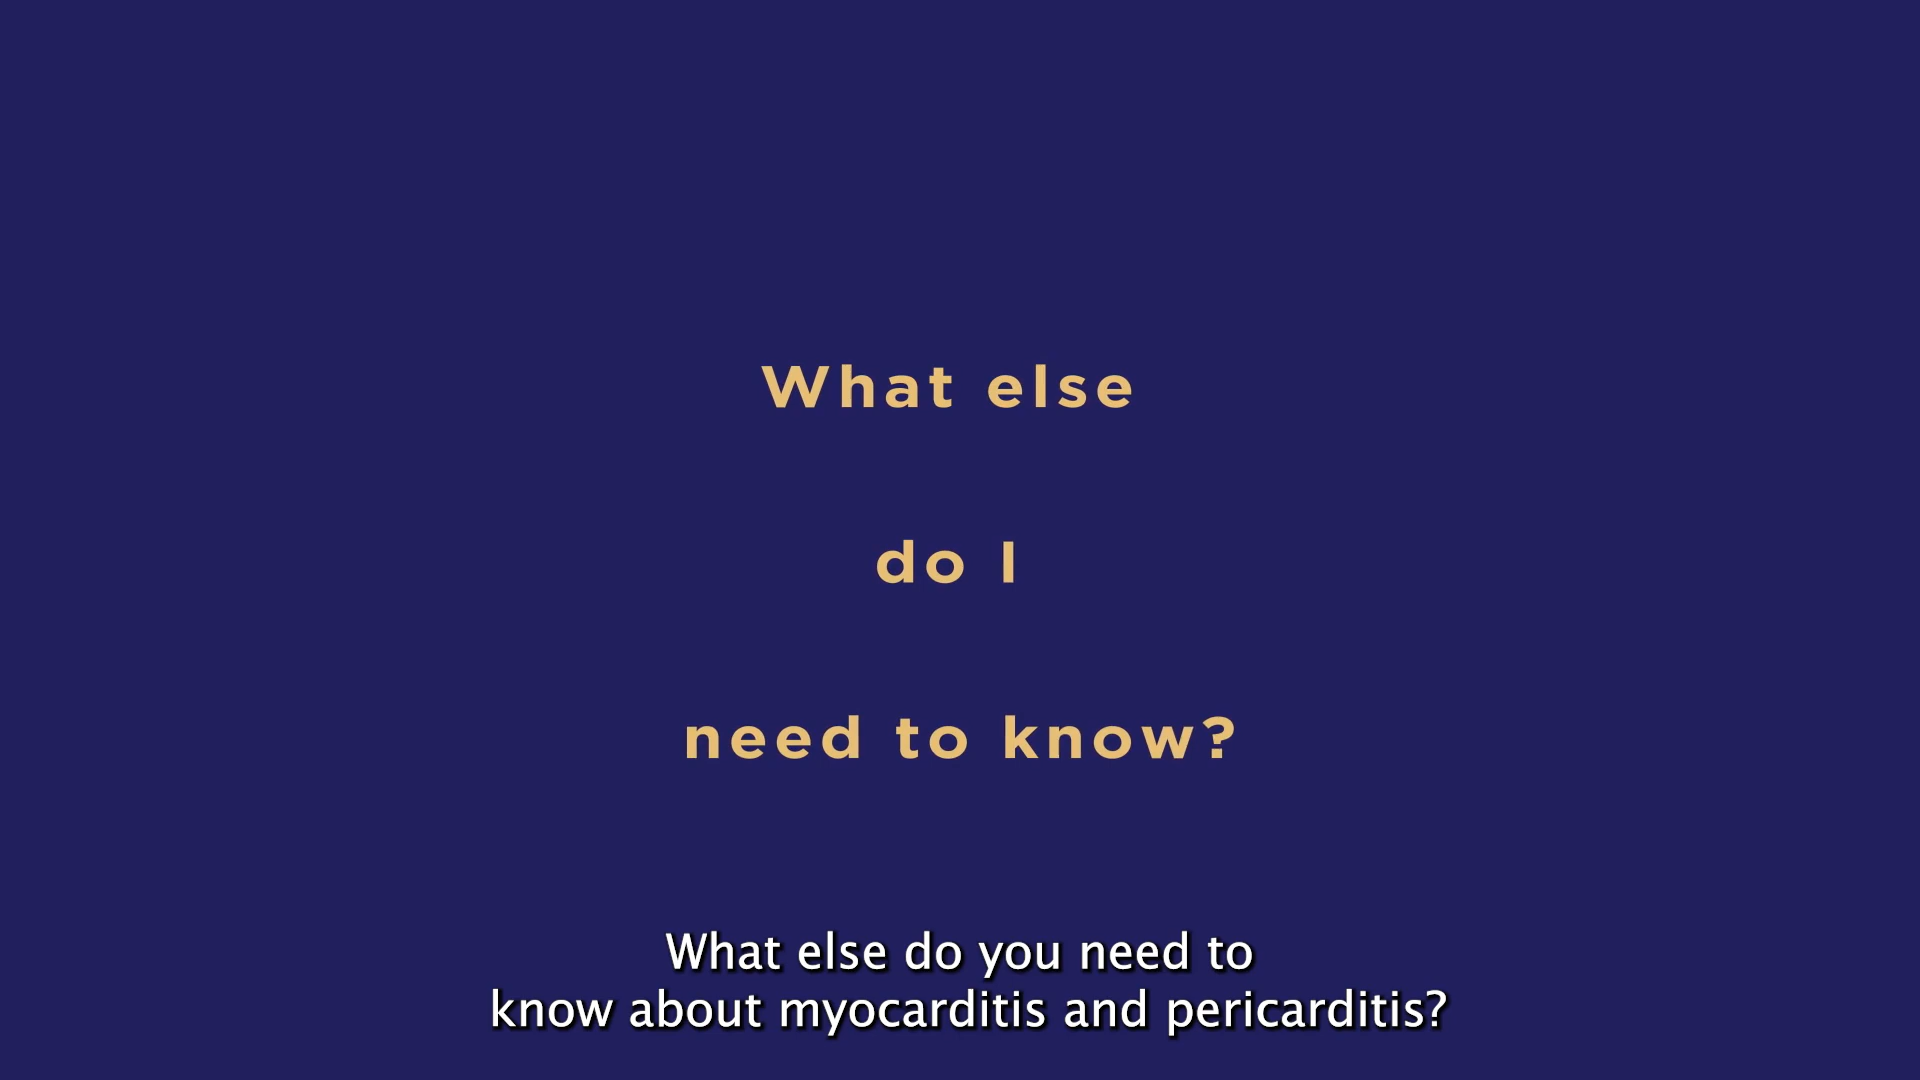 What else
do I
need to know?
What else do you need to
know about myocarditis and pericarditis?